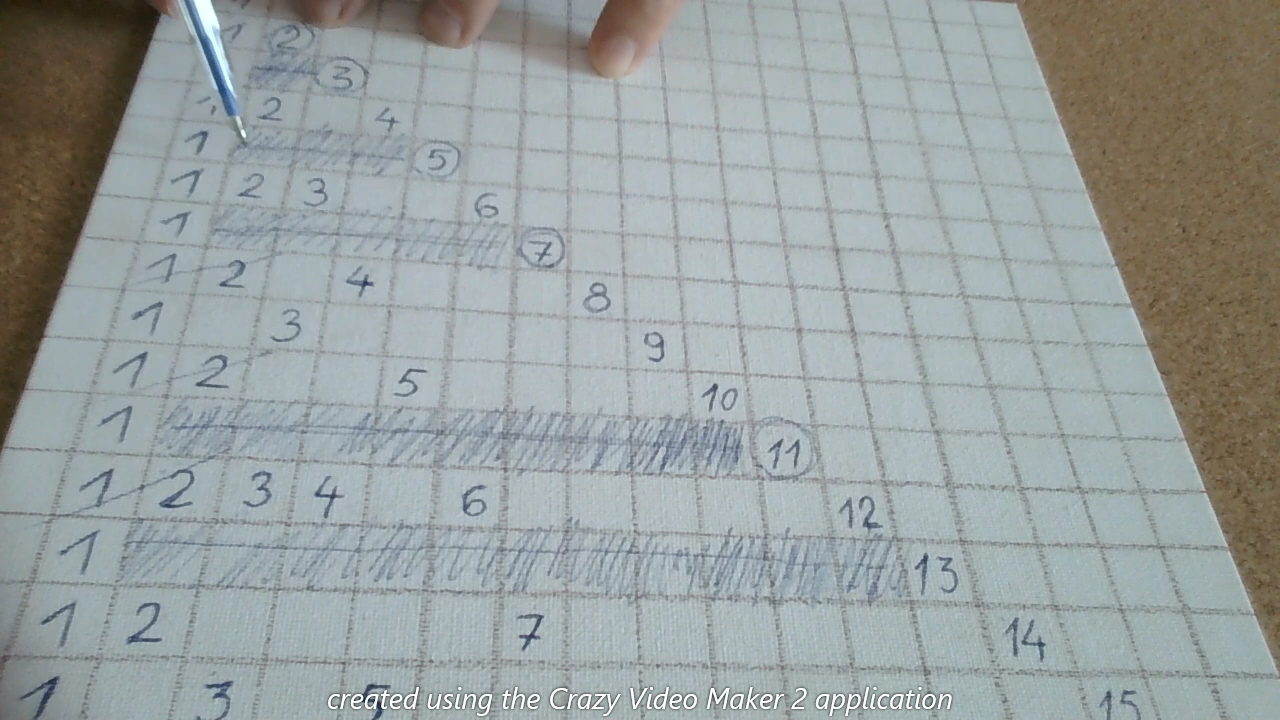 1 2
3
1 2 4
1 5
1 2 3 6
1 7
1 2 4 8
1 3 9
1 2 5 10
1 11
1 2 3 4 6 12
1 13
1 2 7 14
1 3 5 15
created using the Crazy Video Maker 2 application